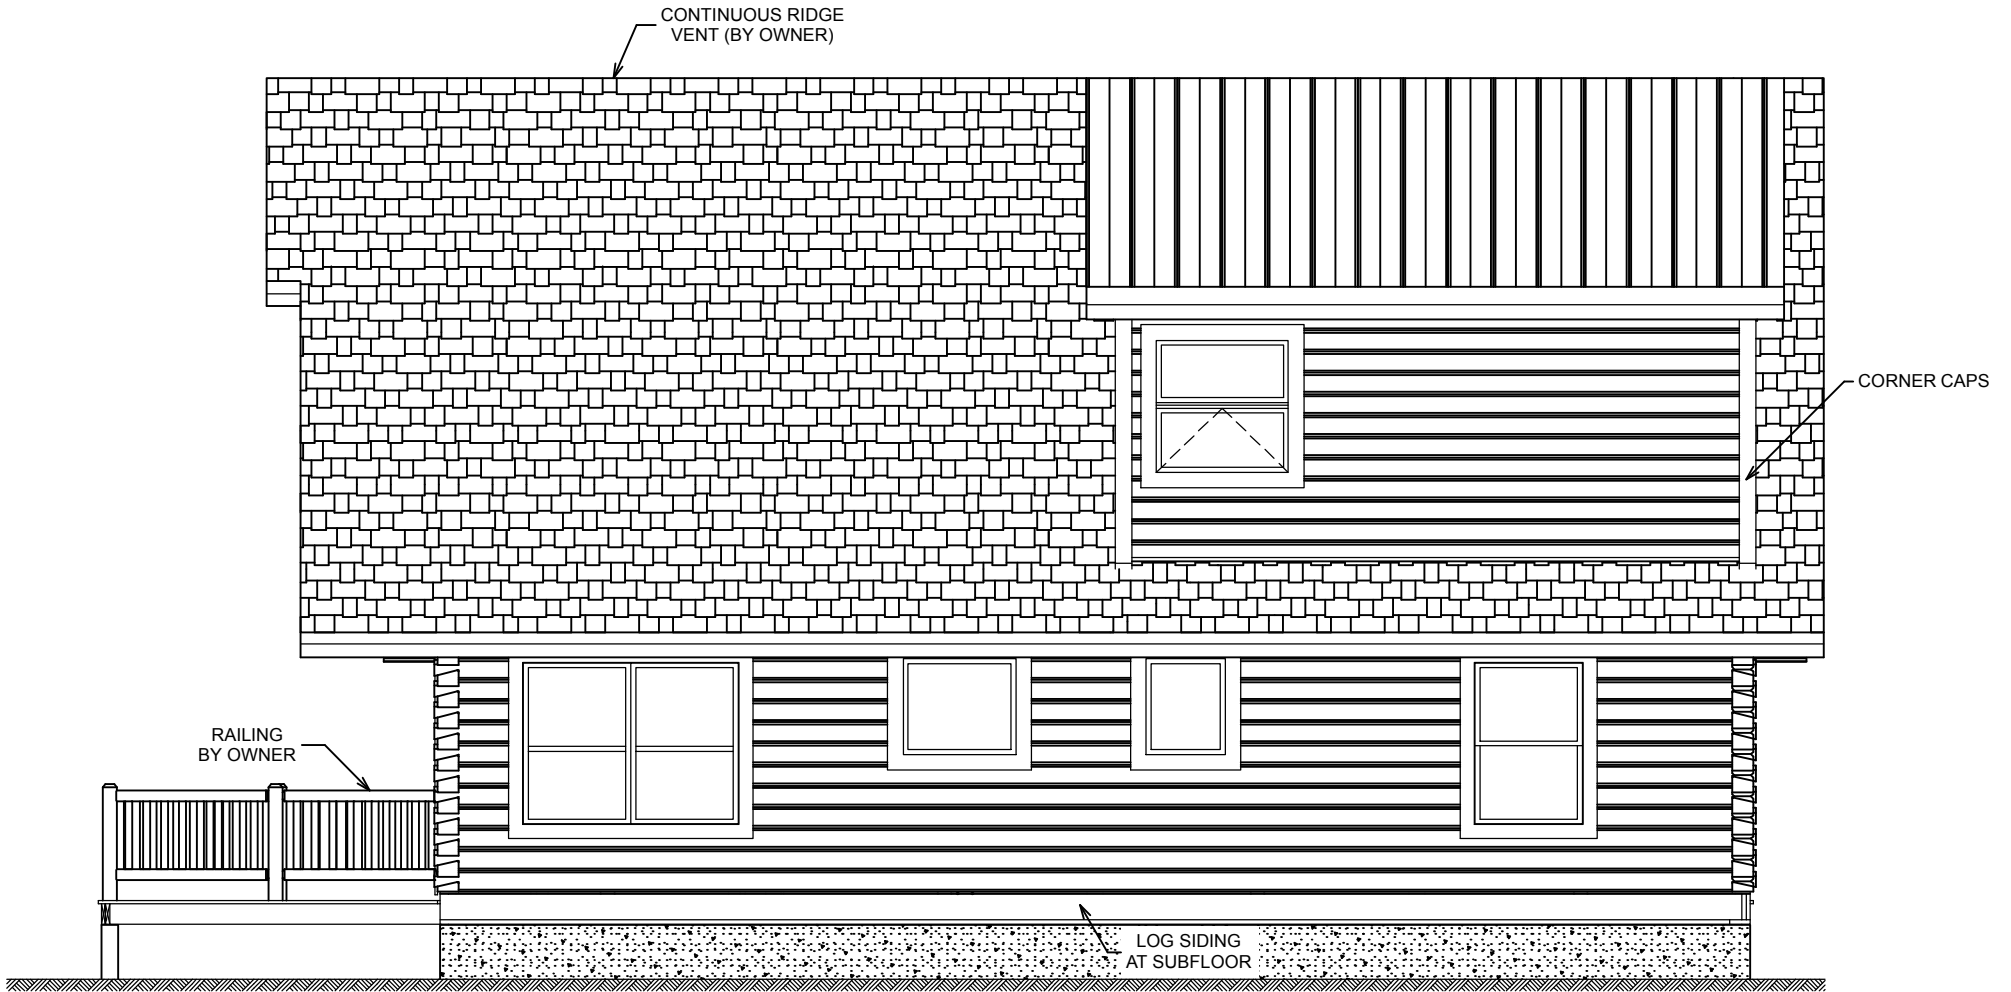 CONTINUOUS RIDGE
VENT (BY OWNER)
CORNER CAPS
RAILING
BY OWNER
LOG SIDING
AT SUBFLOOR